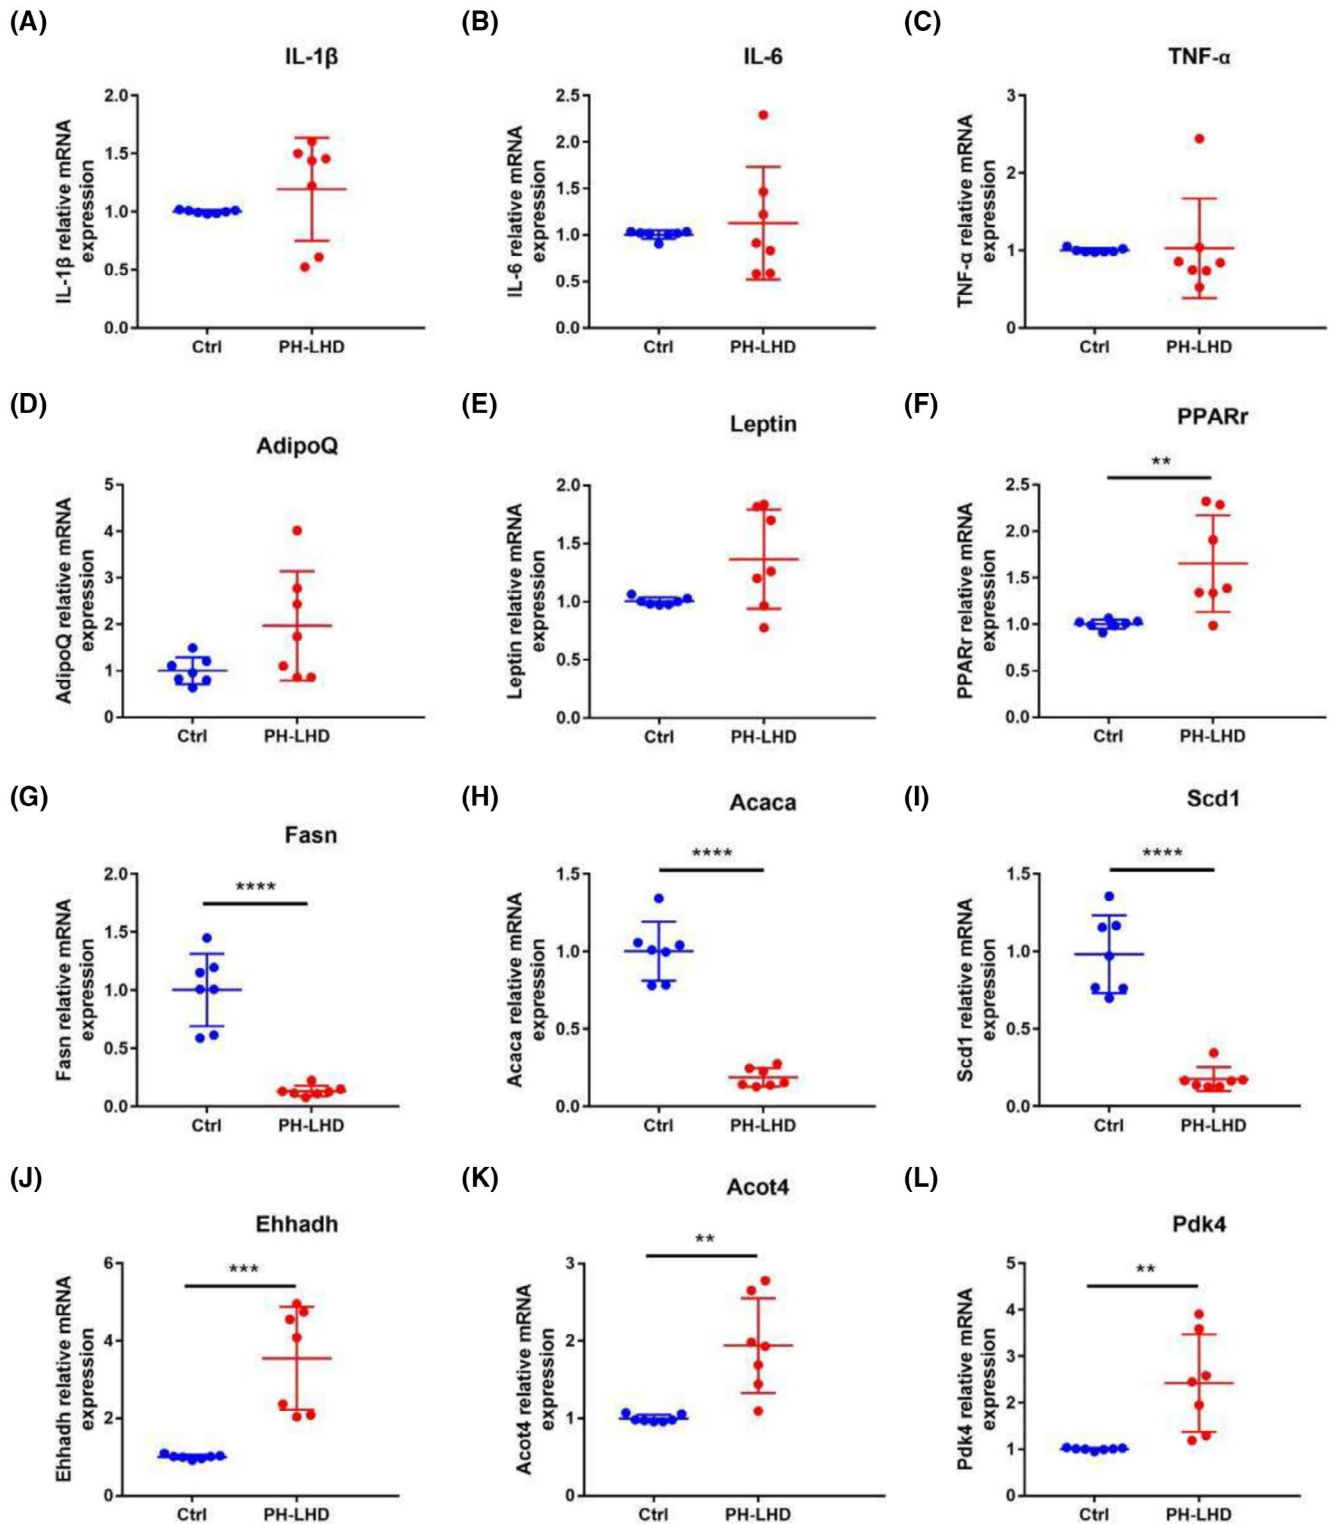 (A)
IL-1β
IL-1β relative mRNA
expression
2.0
1.5
1.0
0.5
0.0
Ctrl PH-LHD
(B)
IL-6
IL-6 relative mRNA
expression
2.5
2.0
1.5
1.0
0.5
0.0
Ctrl PH-LHD
(C)
TNF-α
TNF-α relative mRNA
expression
3
2
1
0
Ctrl PH-LHD
(D)
AdipoQ
AdipoQ relative mRNA
expression
5
4
3
2
1
0
Ctrl PH-LHD
(E)
Leptin
Leptin relative mRNA
expression
2.0
1.5
1.0
0.5
0.0
Ctrl PH-LHD
(F)
PPARr
**
PPARr relative mRNA
expression
2.5
2.0
1.5
1.0
0.5
0.0
Ctrl PH-LHD
(G)
Fasn
****
Fasn relative mRNA
expression
2.0
1.5
1.0
0.5
0.0
Ctrl PH-LHD
(H)
Acaca
****
Acaca relative mRNA
expression
1.5
1.0
0.5
0.0
Ctrl PH-LHD
(I)
Scd1
****
Scd1 relative mRNA
expression
1.5
1.0
0.5
0.0
Ctrl PH-LHD
(J)
Ehhadh
***
Ehhadh relative mRNA
expression
6
4
2
0
Ctrl PH-LHD
(K)
Acot4
**
Acot4 relative mRNA
expression
3
2
1
0
Ctrl PH-LHD
(L)
Pdk4
**
Pdk4 relative mRNA
expression
5
4
3
2
1
0
Ctrl PH-LHD